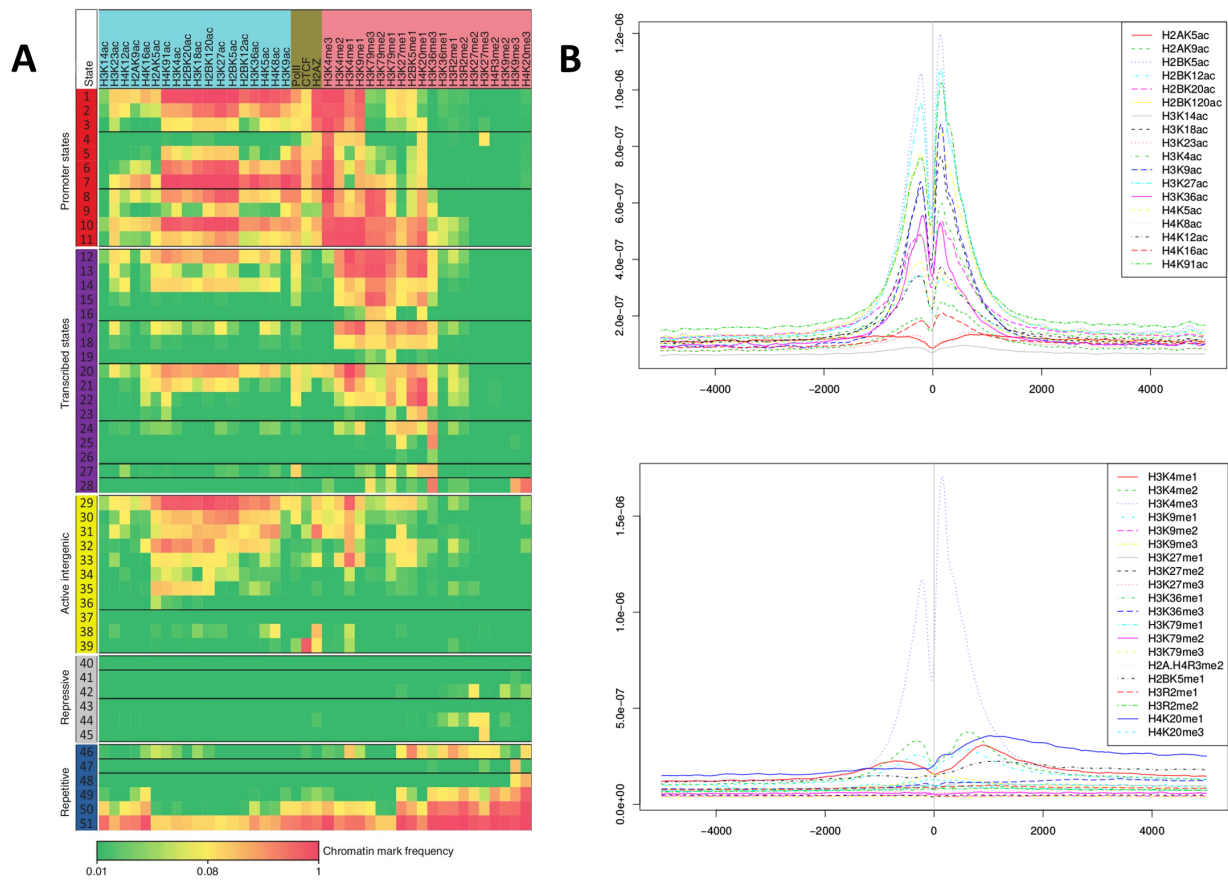 A
State
H3K14ac
H3K23ac
H4K12ac
H2AK9ac
H4K16ac
H2AK5ac
H4K91ac
H3K4ac
H2BK20ac
H3K18ac
H2BK120ac
H3K27ac
H2BK5ac
H2BK12ac
H3K36ac
H4K5ac
H4K8ac
H3K9ac
PolII
CTCF
H2AZ
H3K4me3
H3K4me2
H3K4me1
H3K9me1
H3K79me3
H3K79me2
H3K79me1
H3K27me1
H2BK5me1
H4K20me1
H3K36me3
H3K36me1
H3R2me1
H3R2me2
H3K27me2
H3K27me3
H4R3me2
H3K9me2
H3K9me3
H4K20me3
Promoter states
1
2
3
4
5
6
7
8
9
10
11
Transcribed states
12
13
14
15
16
17
18
19
20
21
22
23
24
25
26
27
28
Active intergenic
29
30
31
32
33
34
35
36
37
38
39
Repressive
40
41
42
43
44
45
Repetitive
46
47
48
49
50
51
Chromatin mark frequency
0.01 0.08 1
B
1.2e-06
1.0e-06
8.0e-07
6.0e-07
4.0e-07
2.0e-07
−4000 −2000 0 2000 4000
H2AK5ac
H2AK9ac
H2BK5ac
H2BK12ac
H2BK20ac
H2BK120ac
H3K14ac
H3K18ac
H3K23ac
H3K4ac
H3K9ac
H3K27ac
H3K36ac
H4K5ac
H4K8ac
H4K12ac
H4K16ac
H4K91ac
1.5e-06
1.0e-06
5.0e-07
0.0e+00
−4000 −2000 0 2000 4000
H3K4me1
H3K4me2
H3K4me3
H3K9me1
H3K9me2
H3K9me3
H3K27me1
H3K27me2
H3K27me3
H3K36me1
H3K36me3
H3K79me1
H3K79me2
H3K79me3
H2A.H4R3me2
H2BK5me1
H3R2me1
H3R2me2
H4K20me1
H4K20me3